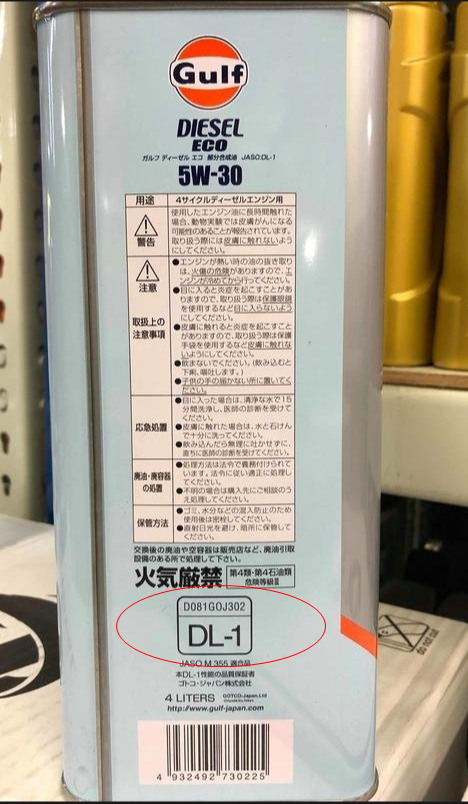 Gulf
DIESEL
ECO
ガルフ ディーゼル エコ 部分合成油 JASO:DL-1
5W-30
用途 4サイクルディーゼルエンジン用
警告
使用したエンジン油に長時間触れた
場合、動物実験では皮膚がんになる
可能性のあることが報告されています。
取り扱う際には皮膚に触れないよう
にしてください。
注意
取扱上の
注意事項
●エンジンが熱い時の油の抜き取り
は、火傷の危険がありますので、エ
ンジンが冷めてから行ってください。
●目に入ると炎症を起こすことがあ
りますので、取り扱う際は保護眼鏡
を使用するなど目に入らないよう
にしてください。
●皮膚に触れると炎症を起こすこと
がありますので、取り扱う際は保護
手袋を使用するなど皮膚に触れな
いようにしてください。
●飲まないでください。(飲み込むと
下痢、嘔吐します。)
●子供の手の届かない所に置いてく
ださい。
応急処置
●目に入った場合は、清浄な水で15
分間洗浄し、医師の診断を受けて
ください。
●皮膚に触れた場合は、水と石けん
で十分に洗ってください。
●飲み込んだら無理に吐かせずに、
直ちに医師の診断を受けてください。
廃油・廃容器
の処置
●処理方法は法令で義務付けられて
います。法令に従い適正に処理し
てください。
●不明の場合は購入先にご相談のう
え処理してください。
保管方法
●ゴミ、水分などの混入防止のため
使用後は密栓してください。
●直射日光を避け、暗所に保管して
ください。
交換後の廃油や空容器は販売店など、廃油引取
設備のある所で処理して下さい。
火気厳禁 第4類・第4石油類
危険等級Ⅲ
D081GOJ302
DL-1
JASO M 355 適合品
本DL-1性能の品質保証者
ゴトコ・ジャパン株式会社
4 LITERS GOTCO-Japan.Ltd
http://www.gulf-japan.com
4 932492 730225
do not cut